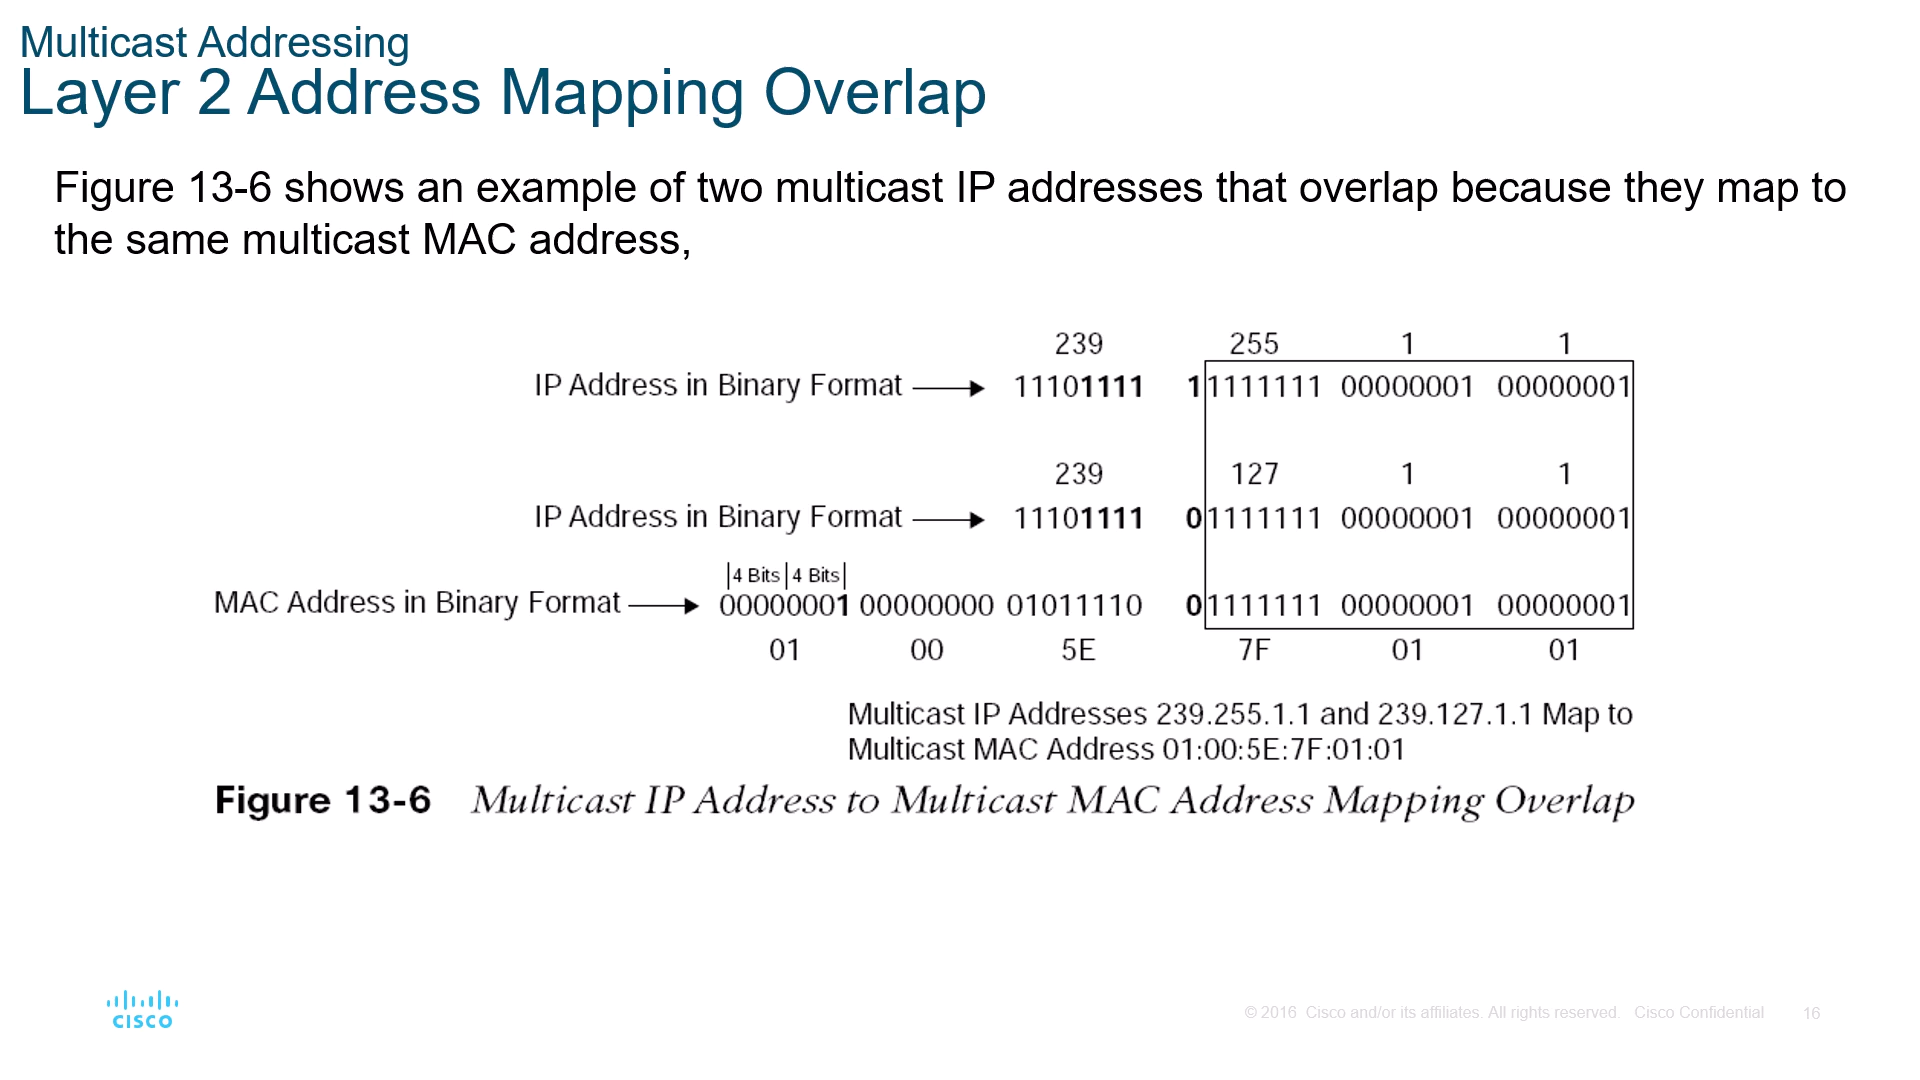 Multicast Addressing
Layer 2 Address Mapping Overlap
Figure 13-6 shows an example of two multicast IP addresses that overlap because they map to
the same multicast MAC address,
239 255 1 1
IP Address in Binary Format 11101111 11111111 00000001 00000001
239 127 1 1
IP Address in Binary Format 11101111 01111111 00000001 00000001
4 Bits 4 Bits
MAC Address in Binary Format 00000001 00000000 01011110 01111111 00000001 00000001
01 00 5E 7F 01 01
Multicast IP Addresses 239.255.1.1 and 239.127.1.1 Map to
Multicast MAC Address 01:00:5E:7F:01:01
Figure 13-6 Multicast IP Address to Multicast MAC Address Mapping Overlap
CISCO
© 2016 Cisco and/or its affiliates. All rights reserved. Cisco Confidential 16